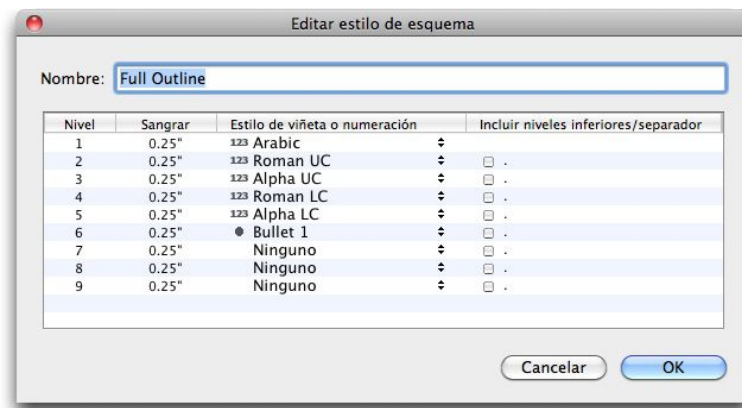 Editar estilo de esquema
Nombre: Full Outline
Nivel Sangrar Estilo de viñeta o numeración Incluir niveles inferiores/separador
1 0.25" 123 Arabic
2 0.25" 123 Roman UC .
3 0.25" 123 Alpha UC .
4 0.25" 123 Roman LC .
5 0.25" 123 Alpha LC .
6 0.25" Bullet 1 .
7 0.25" Ninguno .
8 0.25" Ninguno .
9 0.25" Ninguno .
Cancelar OK